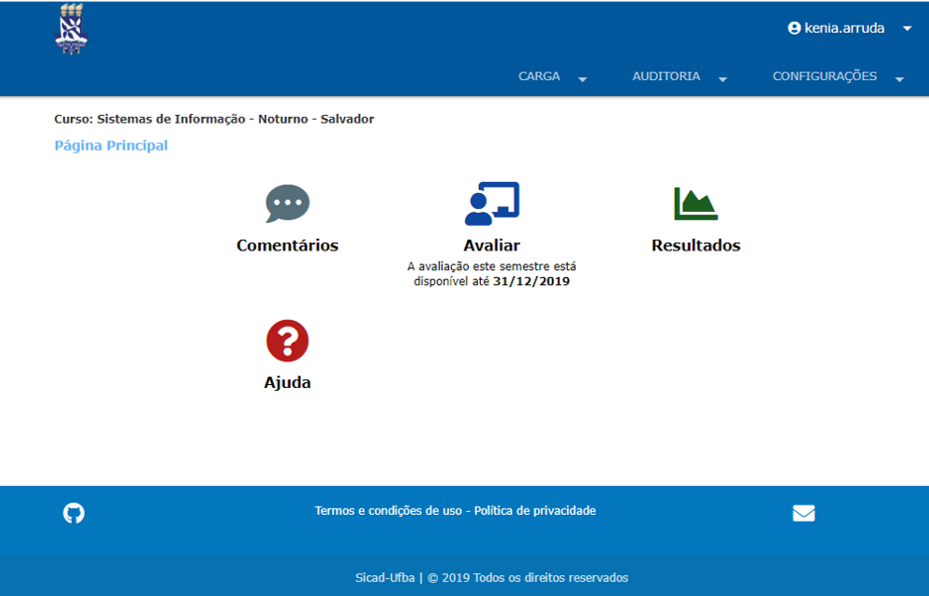 kenia.arruda
CARGA AUDITORIA CONFIGURAÇÕES
Curso: Sistemas de Informação - Noturno - Salvador
Página Principal
Comentários Avaliar Resultados
A avaliação este semestre está
disponível até 31/12/2019
Ajuda
Termos e condições de uso - Política de privacidade
Sicad-Ufba | © 2019 Todos os direitos reservados